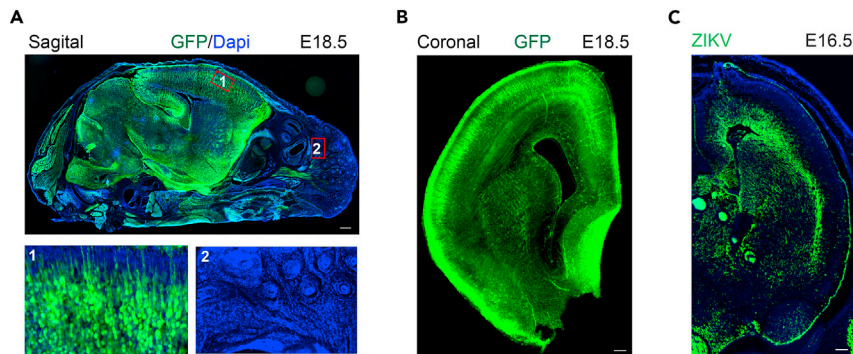 A
Sagital GFP/Dapi E18.5
1
2
1
2
B
Coronal GFP E18.5
C
ZIKV E16.5